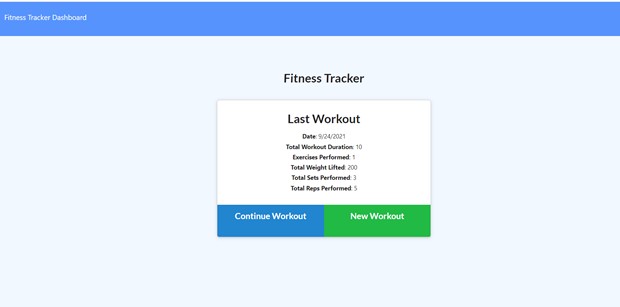 Fitness Tracker Dashboard
Fitness Tracker
Last Workout
Date: 9/24/2021
Total Workout Duration: 10
Exercises Performed: 1
Total Weight Lifted: 200
Total Sets Performed: 3
Total Reps Performed: 5
Continue Workout
New Workout